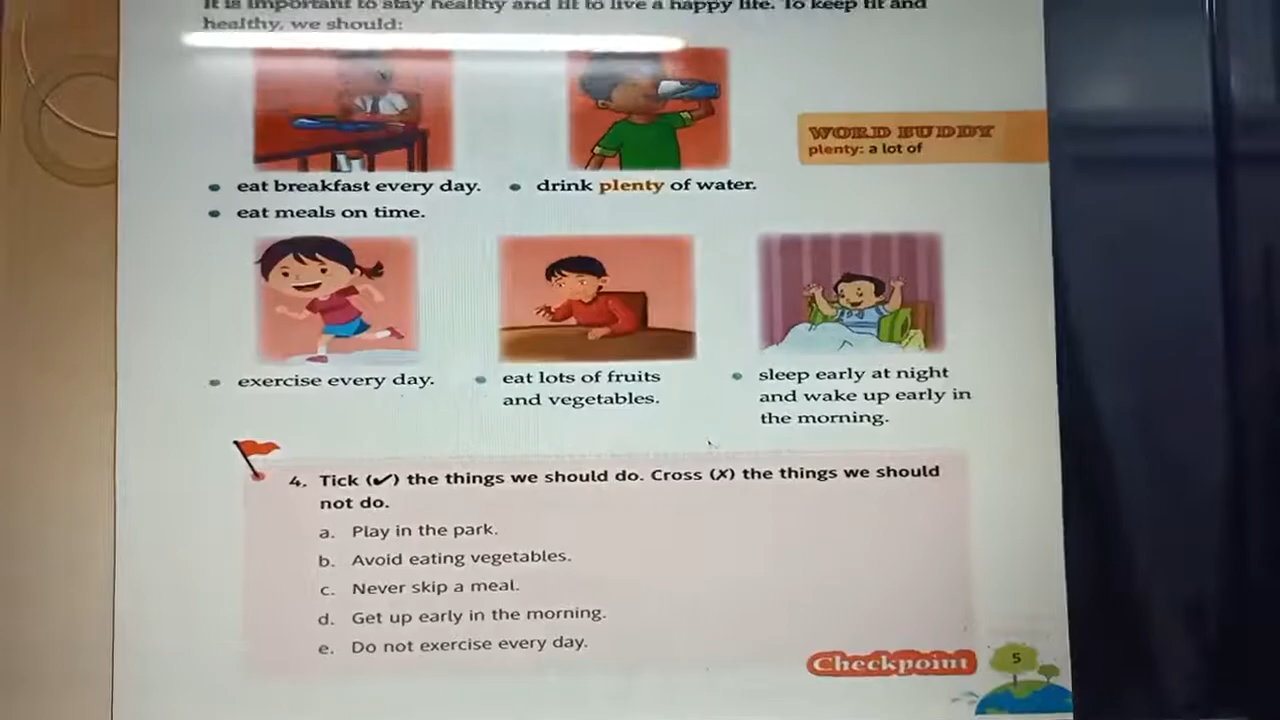 It is important to stay healthy and fit to live a happy life. To keep fit and
healthy, we should:
WORD BUDDY
plenty: a lot of
• eat breakfast every day. • drink plenty of water.
• eat meals on time.
• exercise every day.
• eat lots of fruits
and vegetables.
• sleep early at night
and wake up early in
the morning.
4. Tick (✔) the things we should do. Cross (✗) the things we should
not do.
a. Play in the park.
b. Avoid eating vegetables.
c. Never skip a meal.
d. Get up early in the morning.
e. Do not exercise every day.
Checkpoint
5